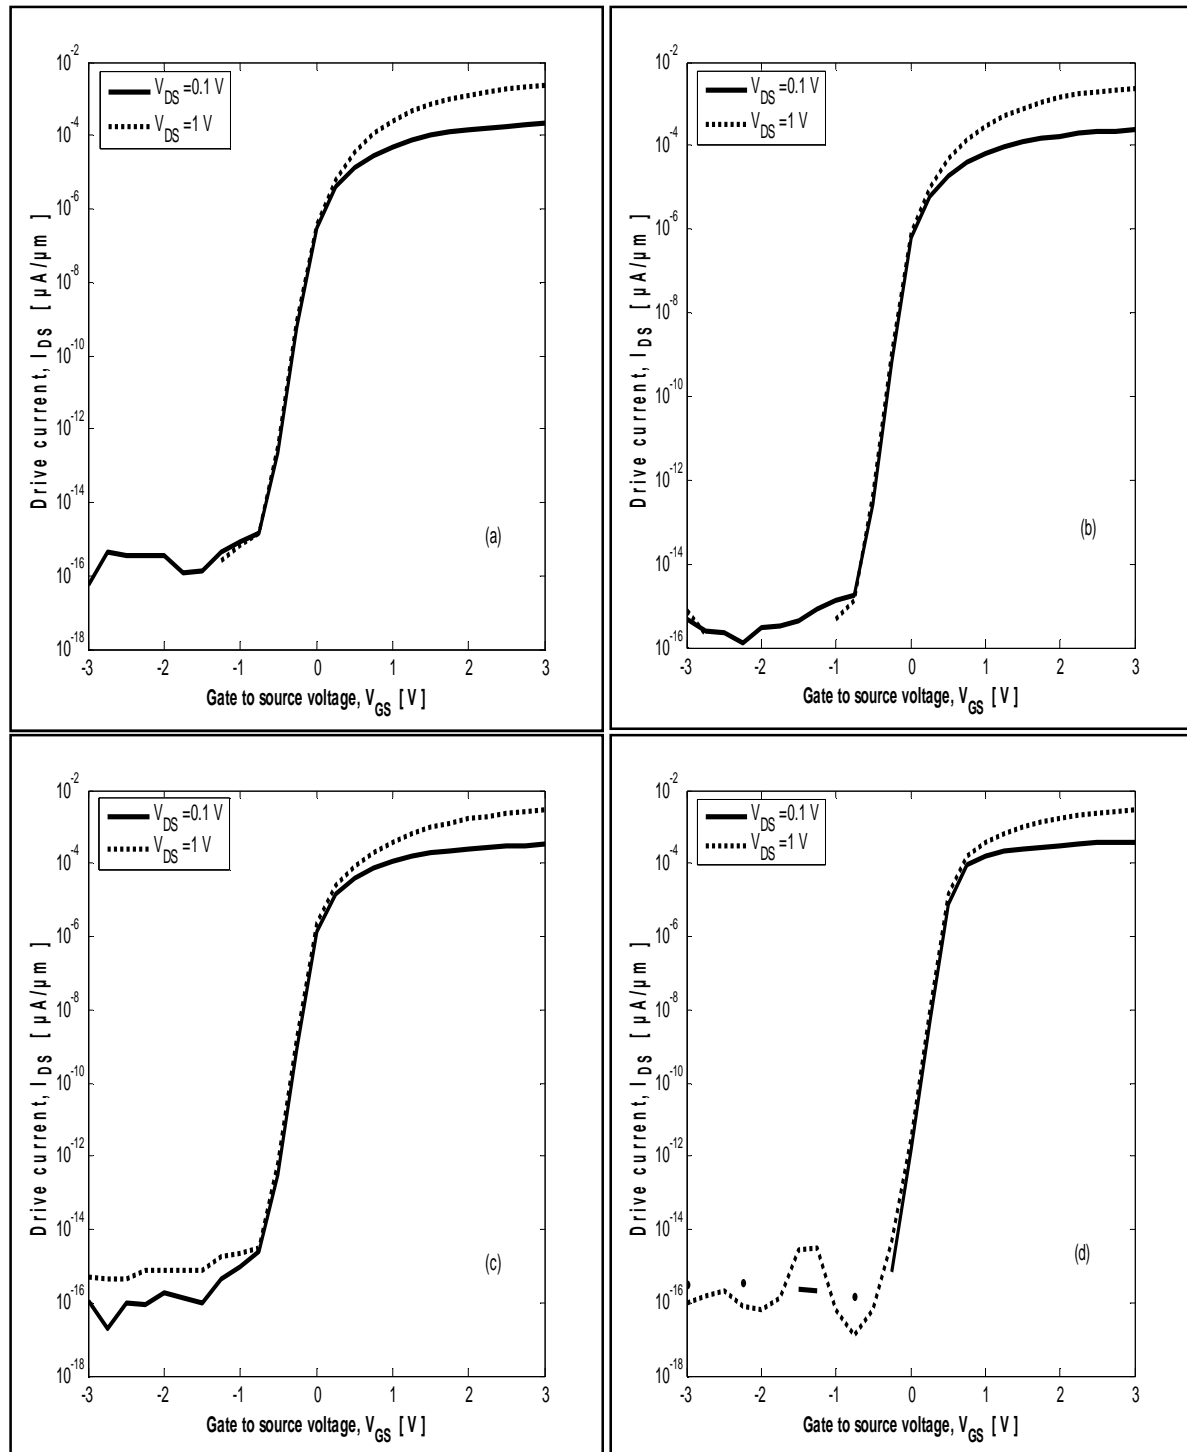 10^-2
V_DS =0.1 V
V_DS =1 V
10^-4
10^-6
10^-8
10^-10
10^-12
10^-14
10^-16
10^-18
Drive current, I_DS [ µA/µm ]
(a)
-3 -2 -1 0 1 2 3
Gate to source voltage, V_GS [ V ]
10^-2
V_DS =0.1 V
V_DS =1 V
10^-4
10^-6
10^-8
10^-10
10^-12
10^-14
10^-16
Drive current, I_DS [ µA/µm ]
(b)
-3 -2 -1 0 1 2 3
Gate to source voltage, V_GS [ V ]
10^-2
V_DS =0.1 V
V_DS =1 V
10^-4
10^-6
10^-8
10^-10
10^-12
10^-14
10^-16
10^-18
Drive current, I_DS [ µA/µm ]
(c)
-3 -2 -1 0 1 2 3
Gate to source voltage, V_GS [ V ]
10^-2
V_DS =0.1 V
V_DS =1 V
10^-4
10^-6
10^-8
10^-10
10^-12
10^-14
10^-16
10^-18
Drive current, I_DS [ µA/µm ]
(d)
-3 -2 -1 0 1 2 3
Gate to source voltage, V_GS [ V ]